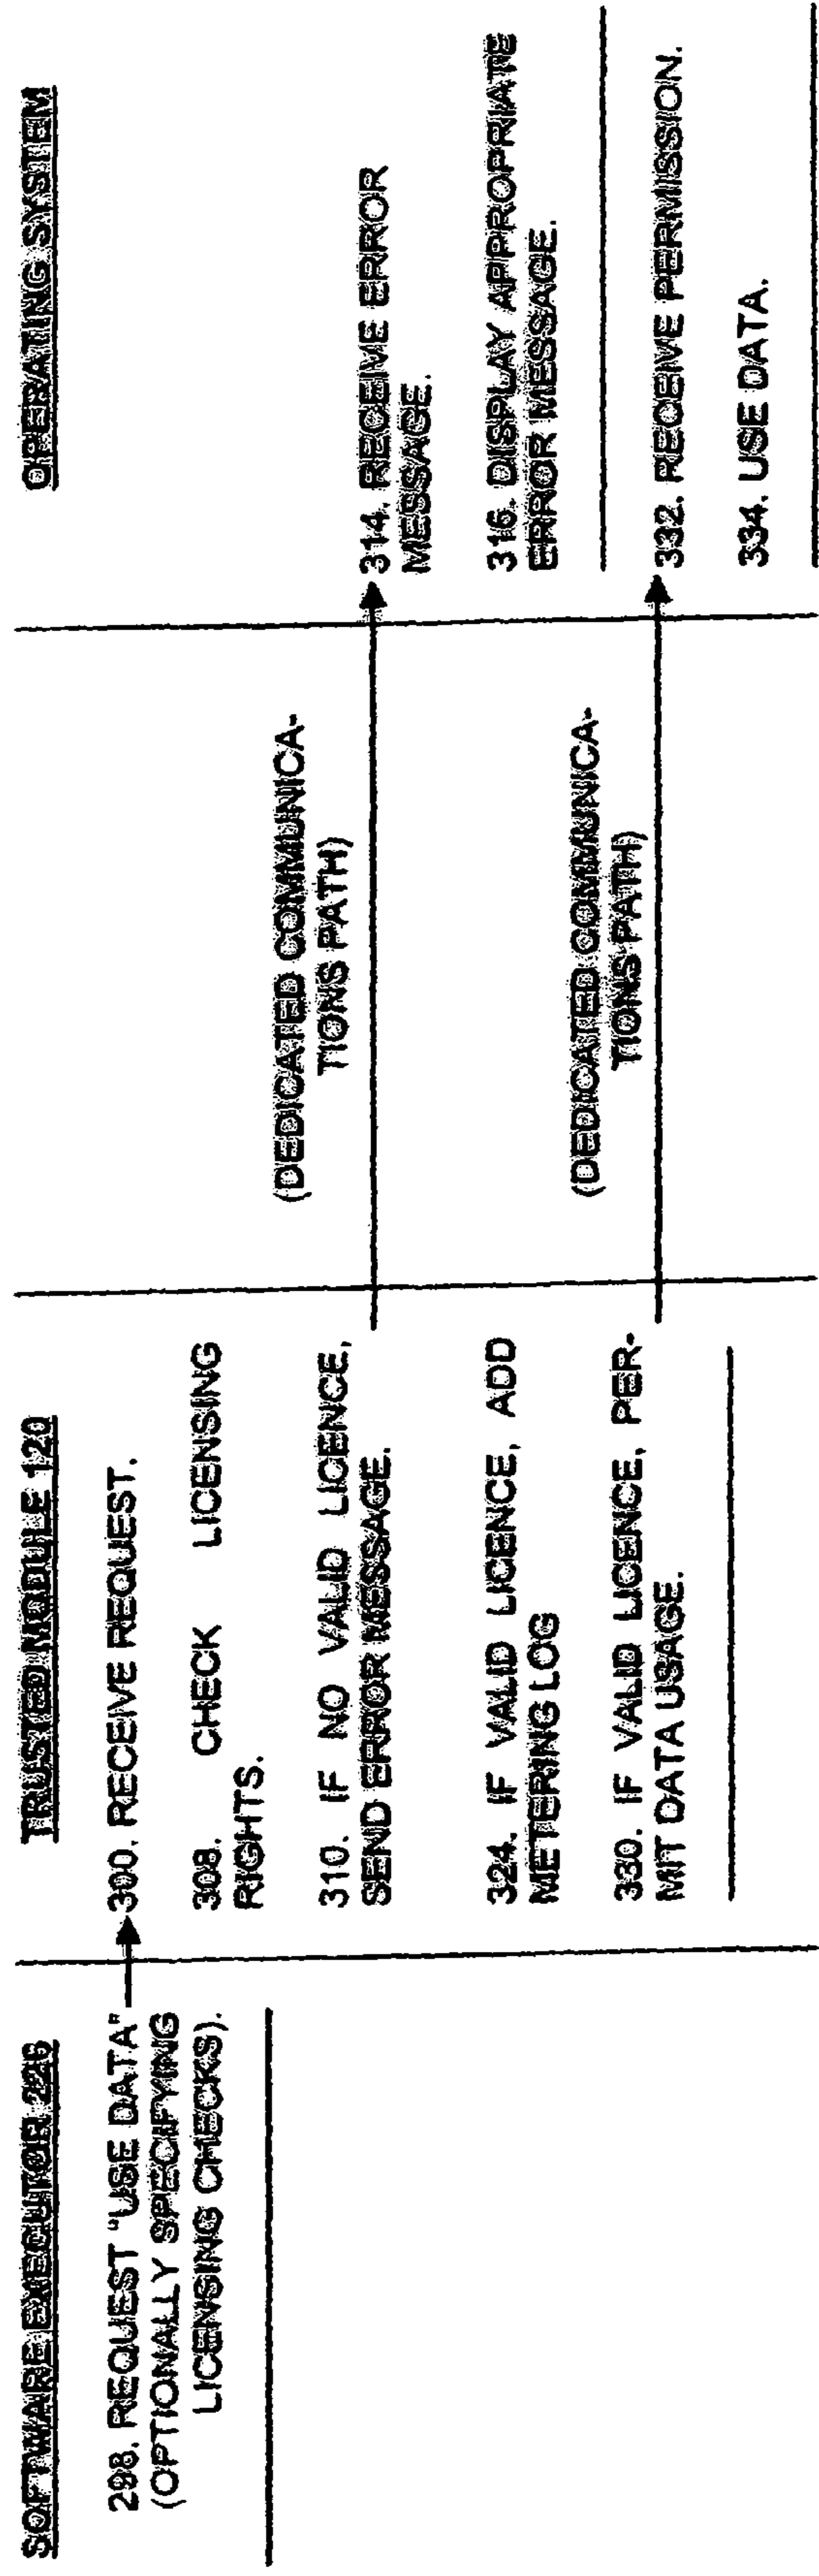 SOFTWARE EXECUTOR 226
298. REQUEST "USE DATA"
(OPTIONALLY SPECIFYING
LICENSING CHECKS).
TRUSTED MODULE 120
300. RECEIVE REQUEST.
308. CHECK LICENSING
RIGHTS.
310. IF NO VALID LICENCE,
SEND ERROR MESSAGE.
324. IF VALID LICENCE, ADD
METERING LOG
330. IF VALID LICENCE, PER-
MIT DATA USAGE.
(DEDICATED COMMUNICA-
TIONS PATH)
(DEDICATED COMMUNICA-
TIONS PATH)
OPERATING SYSTEM
314. RECEIVE ERROR
MESSAGE.
316. DISPLAY APPROPRIATE
ERROR MESSAGE.
332. RECEIVE PERMISSION.
334. USE DATA.